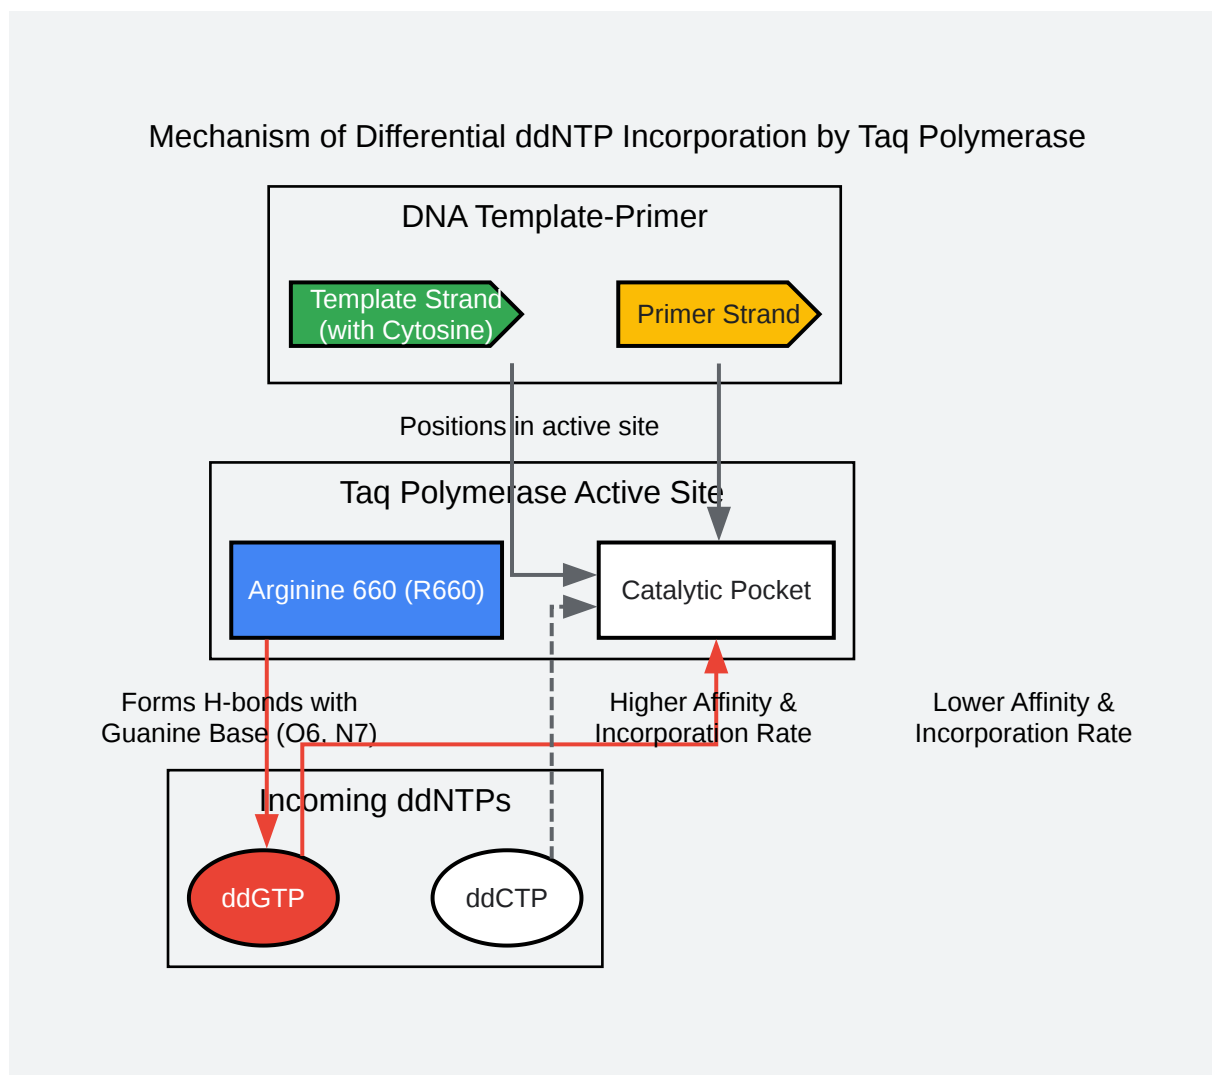 Mechanism of Differential ddNTP Incorporation by Taq Polymerase
DNA Template-Primer
Template Strand
(with Cytosine)
Primer Strand
Positions in active site
Taq Polymerase Active Site
Arginine 660 (R660)
Catalytic Pocket
Forms H-bonds with
Guanine Base (O6, N7)
Higher Affinity &
Incorporation Rate
Lower Affinity &
Incorporation Rate
Incoming ddNTPs
ddGTP
ddCTP